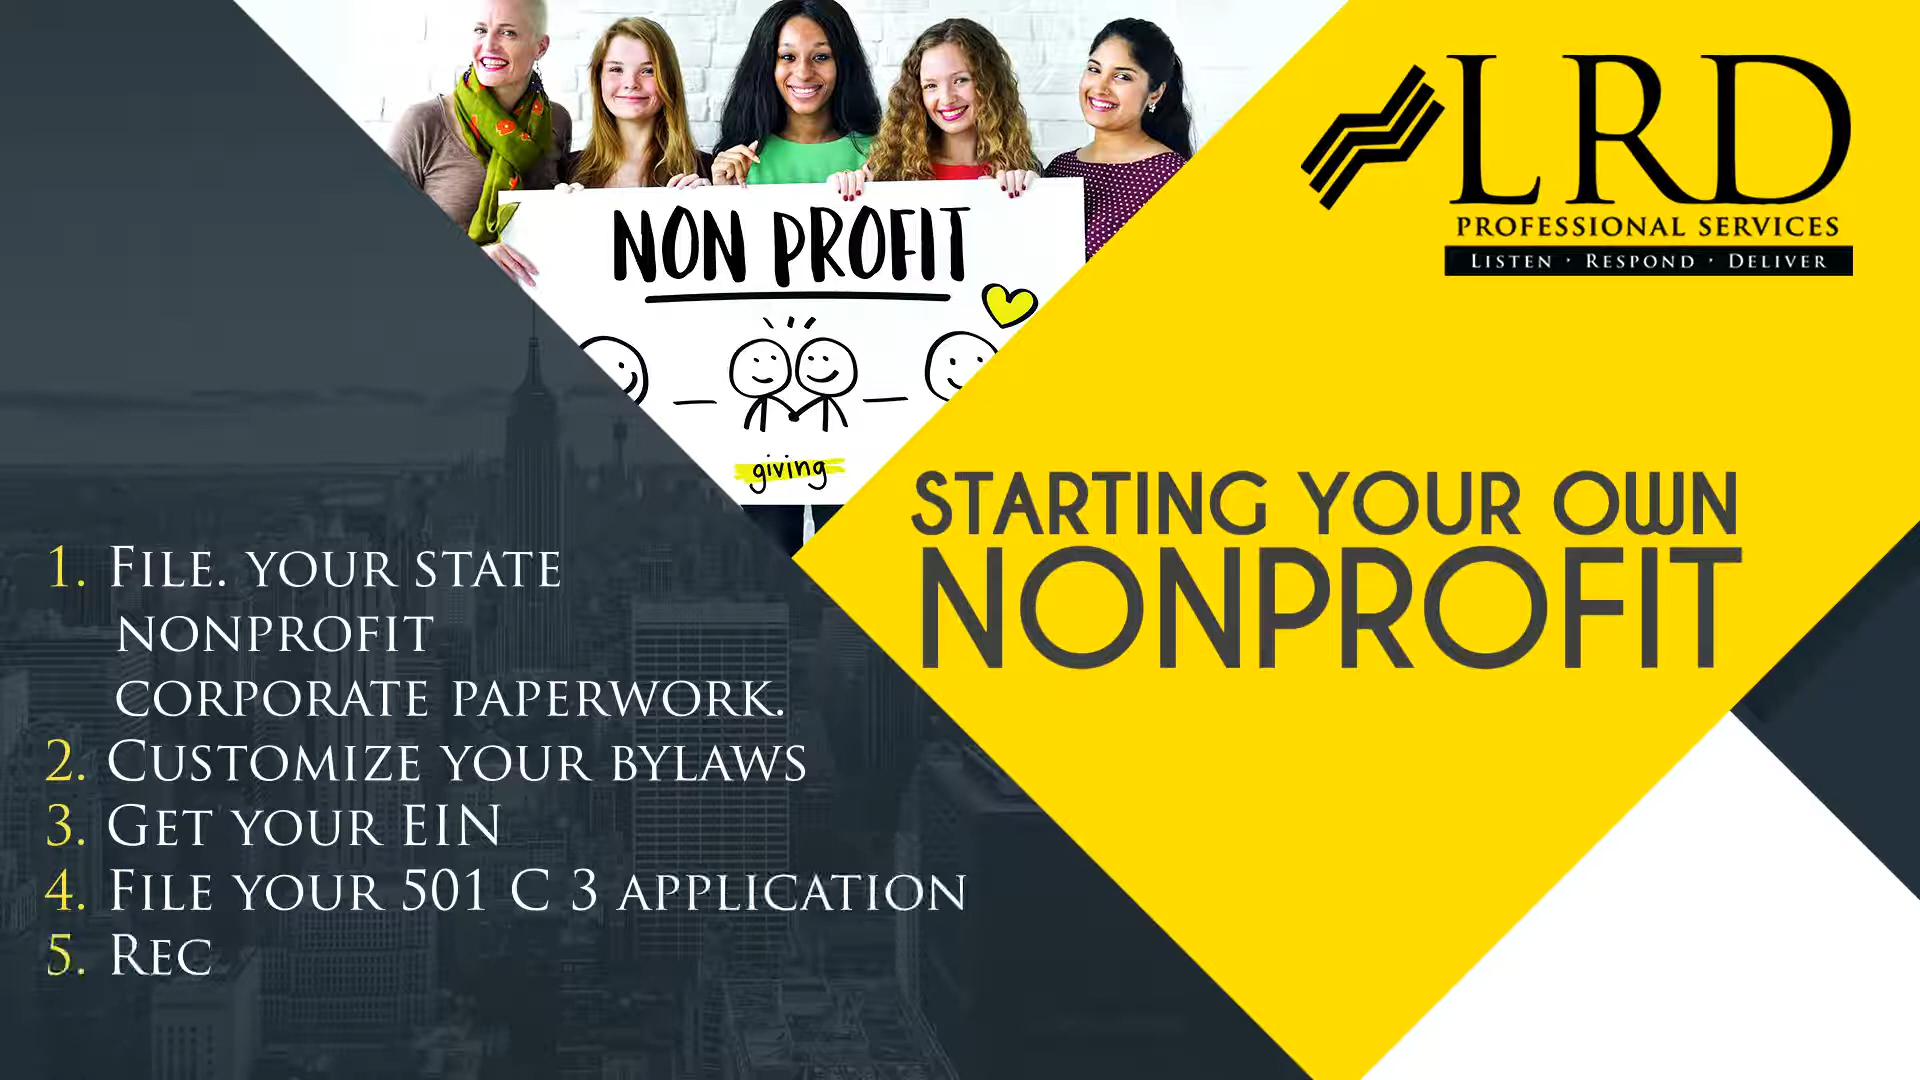 NON PROFIT
giving
LRD
PROFESSIONAL SERVICES
LISTEN · RESPOND · DELIVER
STARTING YOUR OWN
NONPROFIT
1. FILE. YOUR STATE
NONPROFIT
CORPORATE PAPERWORK.
2. CUSTOMIZE YOUR BYLAWS
3. GET YOUR EIN
4. FILE YOUR 501 C 3 APPLICATION
5. REC